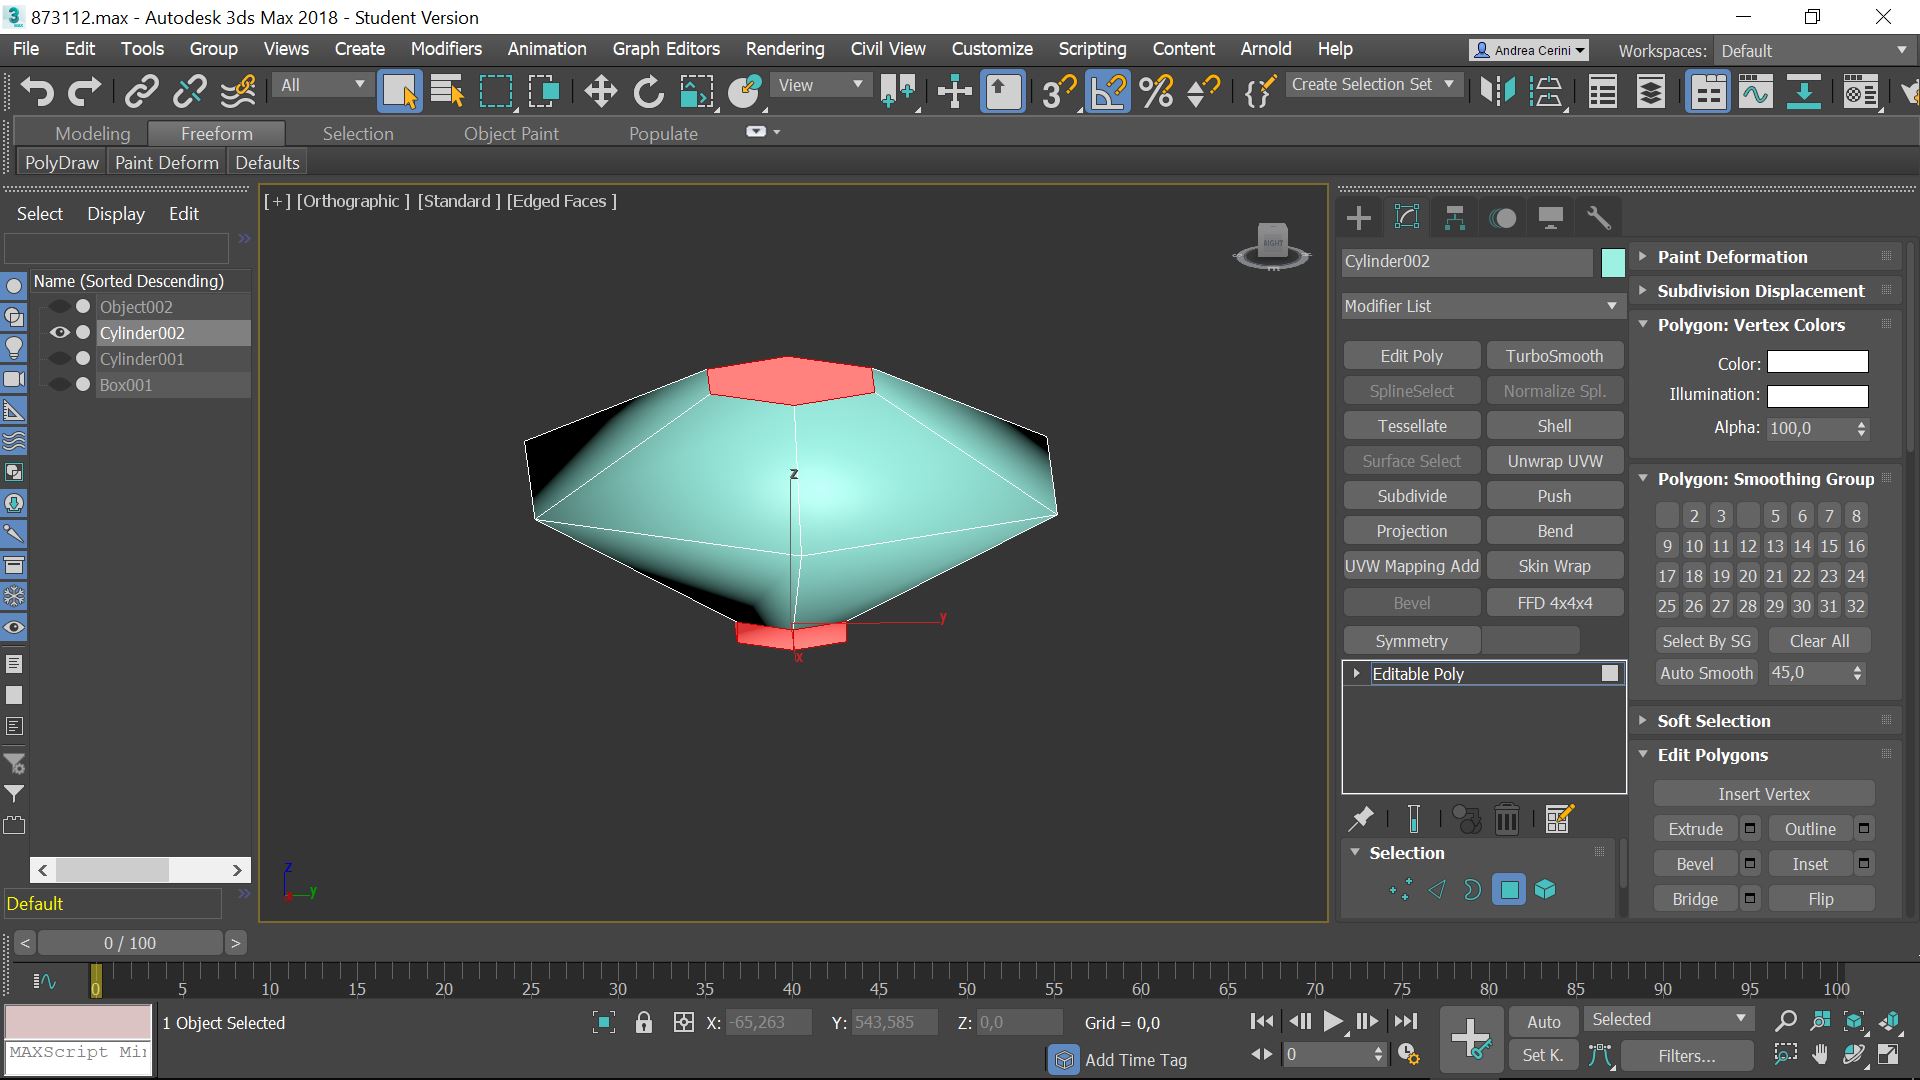 873112.max - Autodesk 3ds Max 2018 - Student Version
File Edit Tools Group Views Create Modifiers Animation Graph Editors Rendering Civil View Customize Scripting Content Arnold Help
Andrea Cerini
Workspaces: Default
All
View
3
Create Selection Set
Modeling Freeform Selection Object Paint Populate
PolyDraw Paint Deform Defaults
Select Display Edit
Name (Sorted Descending)
Object002
Cylinder002
Cylinder001
Box001
Default
[ + ] [Orthographic ] [Standard ] [Edged Faces ]
RIGHT
z
y
x
z
y
x
Cylinder002
Modifier List
Edit Poly TurboSmooth
SplineSelect Normalize Spl.
Tessellate Shell
Surface Select Unwrap UVW
Subdivide Push
Projection Bend
UVW Mapping Add Skin Wrap
Bevel FFD 4x4x4
Symmetry
Editable Poly
Selection
Paint Deformation
Subdivision Displacement
Polygon: Vertex Colors
Color:
Illumination:
Alpha: 100,0
Polygon: Smoothing Group
2 3 5 6 7 8
9 10 11 12 13 14 15 16
17 18 19 20 21 22 23 24
25 26 27 28 29 30 31 32
Select By SG Clear All
Auto Smooth 45,0
Soft Selection
Edit Polygons
Insert Vertex
Extrude Outline
Bevel Inset
Bridge Flip
< 0 / 100 >
0 5 10 15 20 25 30 35 40 45 50 55 60 65 70 75 80 85 90 95 100
1 Object Selected
X: -65,263 Y: 543,585 Z: 0,0 Grid = 0,0
Auto Selected
MAXScript Mi
Add Time Tag
0
Set K. Filters...